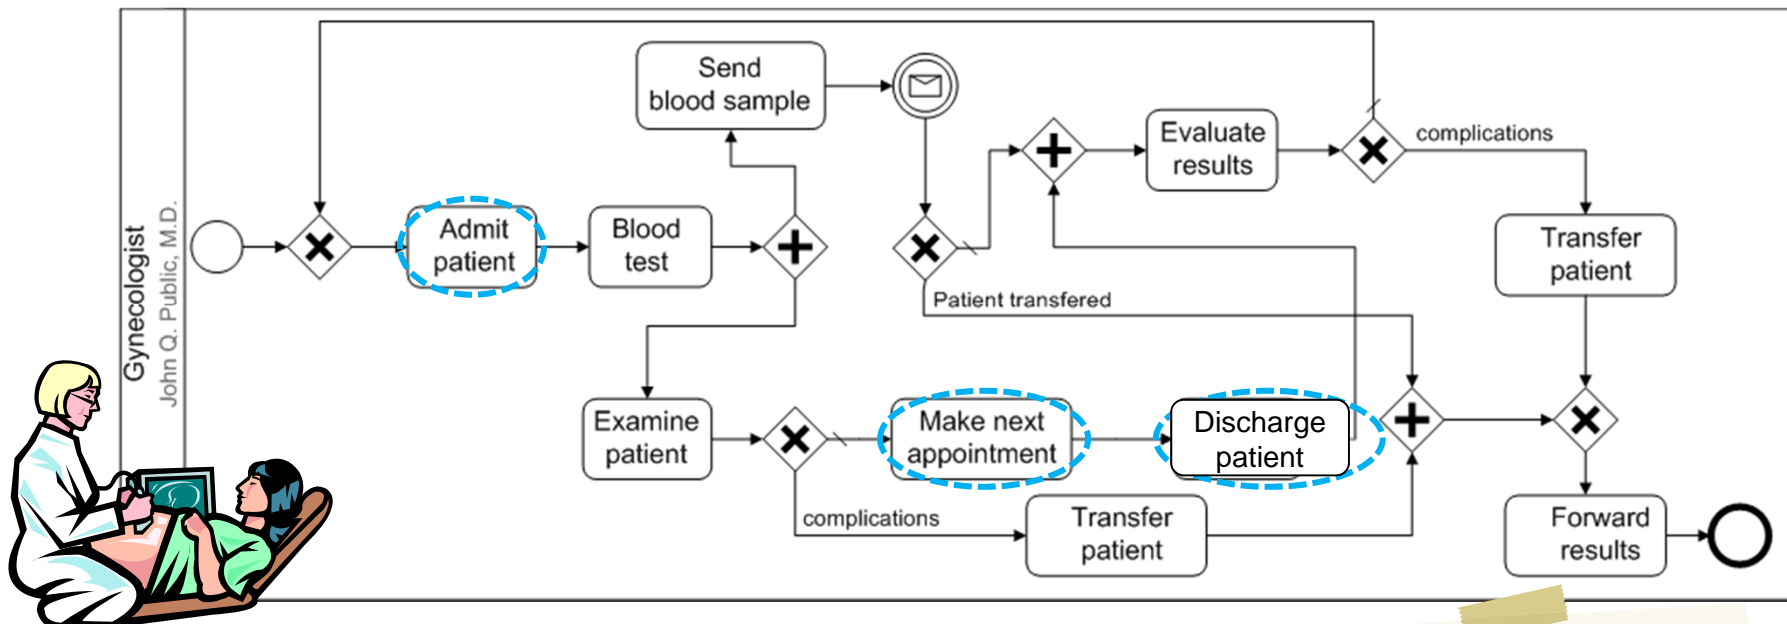 Gynecologist
John Q. Public, M.D.
Send
blood sample
Evaluate
results
complications
Admit
patient
Blood
test
Transfer
patient
Patient transfered
Examine
patient
Make next
appointment
Discharge
patient
complications
Transfer
patient
Forward
results